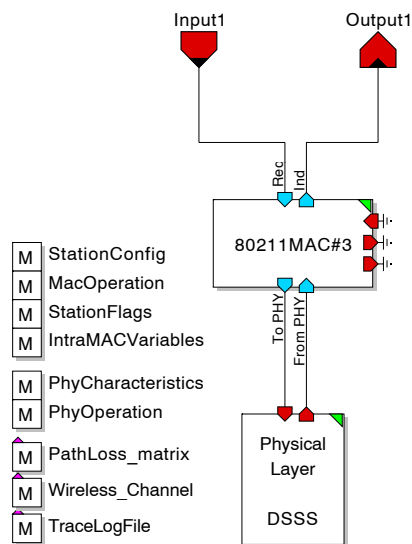 Input1
Output1
Rec
Ind
80211MAC#3
To PHY
From PHY
M StationConfig
M MacOperation
M StationFlags
M IntraMACVariables
M PhyCharacteristics
M PhyOperation
M PathLoss_matrix
M Wireless_Channel
M TraceLogFile
Physical
Layer
DSSS